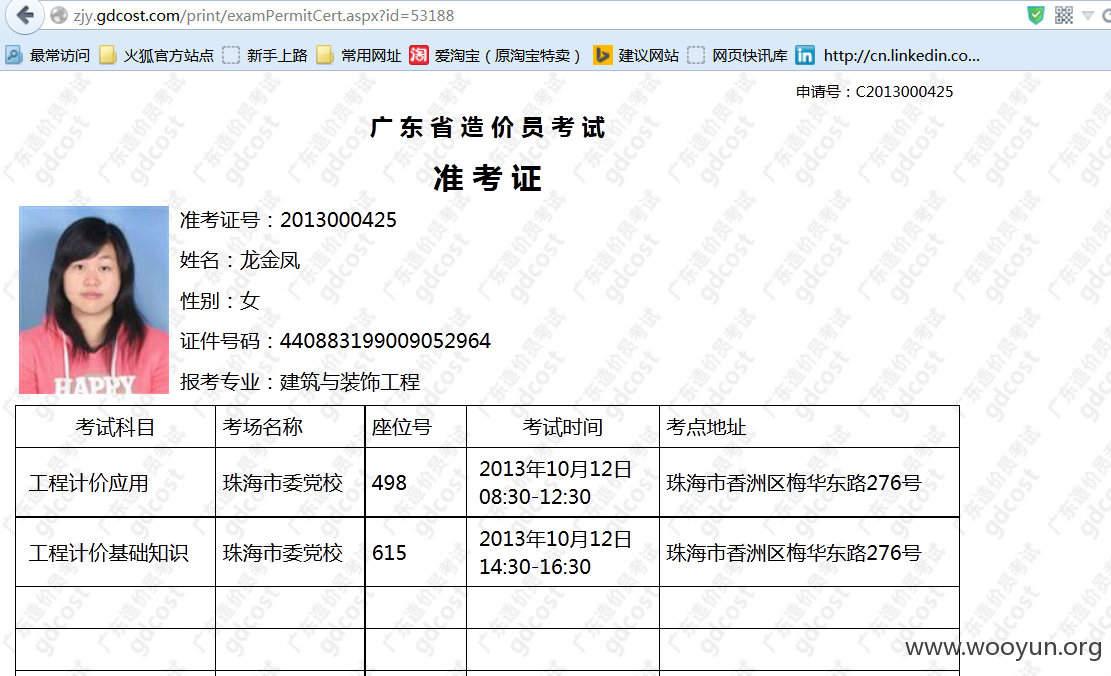 zjy.gdcost.com/print/examPermitCert.aspx?id=53188
最常访问 火狐官方站点 新手上路 常用网址 淘 爱淘宝（原淘宝特卖） 建议网站 网页快讯库 in http://cn.linkedin.co...
申请号：C2013000425
广东省造价员考试
准考证
准考证号：2013000425
姓名：龙金凤
性别：女
证件号码：440883199009052964
报考专业：建筑与装饰工程
HAPPY
考试科目 考场名称 座位号 考试时间 考点地址
工程计价应用 珠海市委党校 498 2013年10月12日 08:30-12:30 珠海市香洲区梅华东路276号
工程计价基础知识 珠海市委党校 615 2013年10月12日 14:30-16:30 珠海市香洲区梅华东路276号
广东造价员考试
gdcost
www.wooyun.org